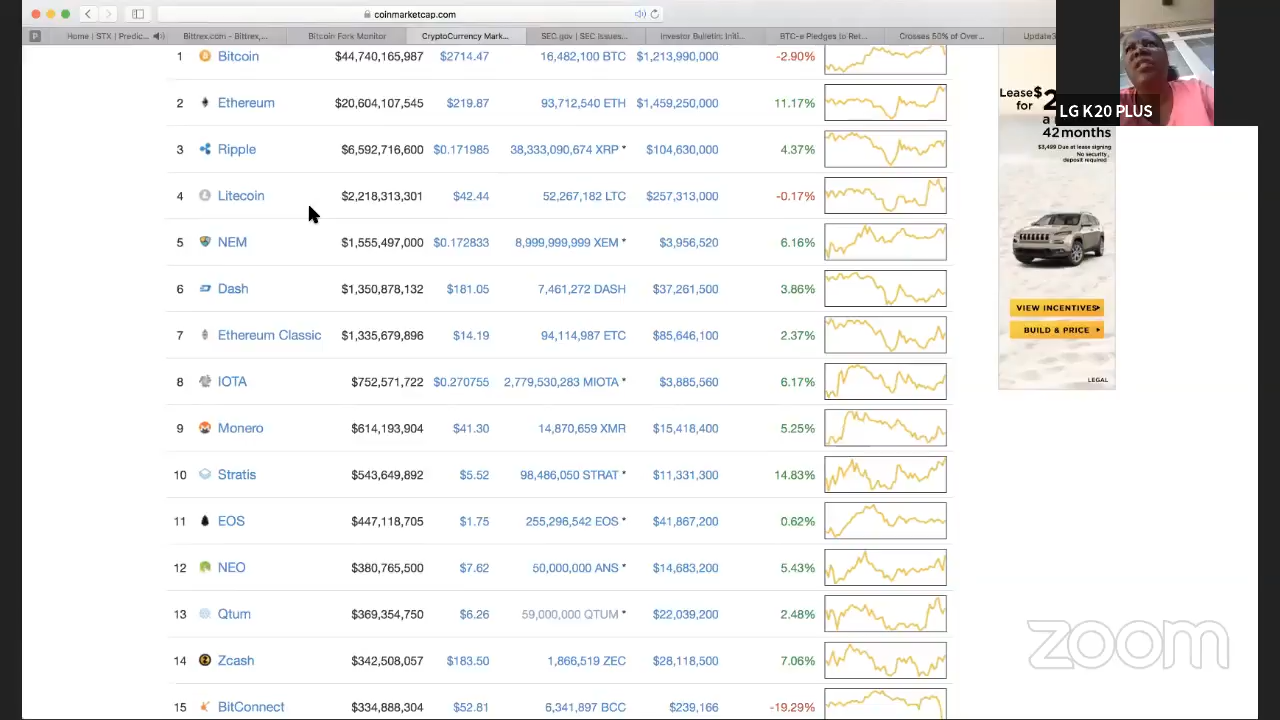 coinmarketcap.com
Home | STX | Predic... Bittrex.com - Bittrex,... Bitcoin Fork Monitor CryptoCurrency Mark... SEC.gov | SEC Issues... Investor Bulletin: Initi... BTC-e Pledges to Rei... Crosses 50% of Over...
1 Bitcoin $44,740,165,987 $2714.47 16,482,100 BTC $1,213,990,000 -2.90%
2 Ethereum $20,604,107,545 $219.87 93,712,540 ETH $1,459,250,000 11.17%
3 Ripple $6,592,716,600 $0.171985 38,333,090,674 XRP * $104,630,000 4.37%
4 Litecoin $2,218,313,301 $42.44 52,267,182 LTC $257,313,000 -0.17%
5 NEM $1,555,497,000 $0.172833 8,999,999,999 XEM * $3,956,520 6.16%
6 Dash $1,350,878,132 $181.05 7,461,272 DASH $37,261,500 3.86%
7 Ethereum Classic $1,335,679,896 $14.19 94,114,987 ETC $85,646,100 2.37%
8 IOTA $752,571,722 $0.270755 2,779,530,283 MIOTA * $3,885,560 6.17%
9 Monero $614,193,904 $41.30 14,870,659 XMR $15,418,400 5.25%
10 Stratis $543,649,892 $5.52 98,486,050 STRAT * $11,331,300 14.83%
11 EOS $447,118,705 $1.75 255,296,542 EOS * $41,867,200 0.62%
12 NEO $380,765,500 $7.62 50,000,000 ANS * $14,683,200 5.43%
13 Qtum $369,354,750 $6.26 59,000,000 QTUM * $22,039,200 2.48%
14 Zcash $342,508,057 $183.50 1,866,519 ZEC $28,118,500 7.06%
15 BitConnect $334,888,304 $52.81 6,341,897 BCC $239,166 -19.29%
Lease $2
for
a
42 months
$3,499 Due at lease signing
No security
deposit required.
VIEW INCENTIVES
BUILD & PRICE
LEGAL
LG K20 PLUS
zoom